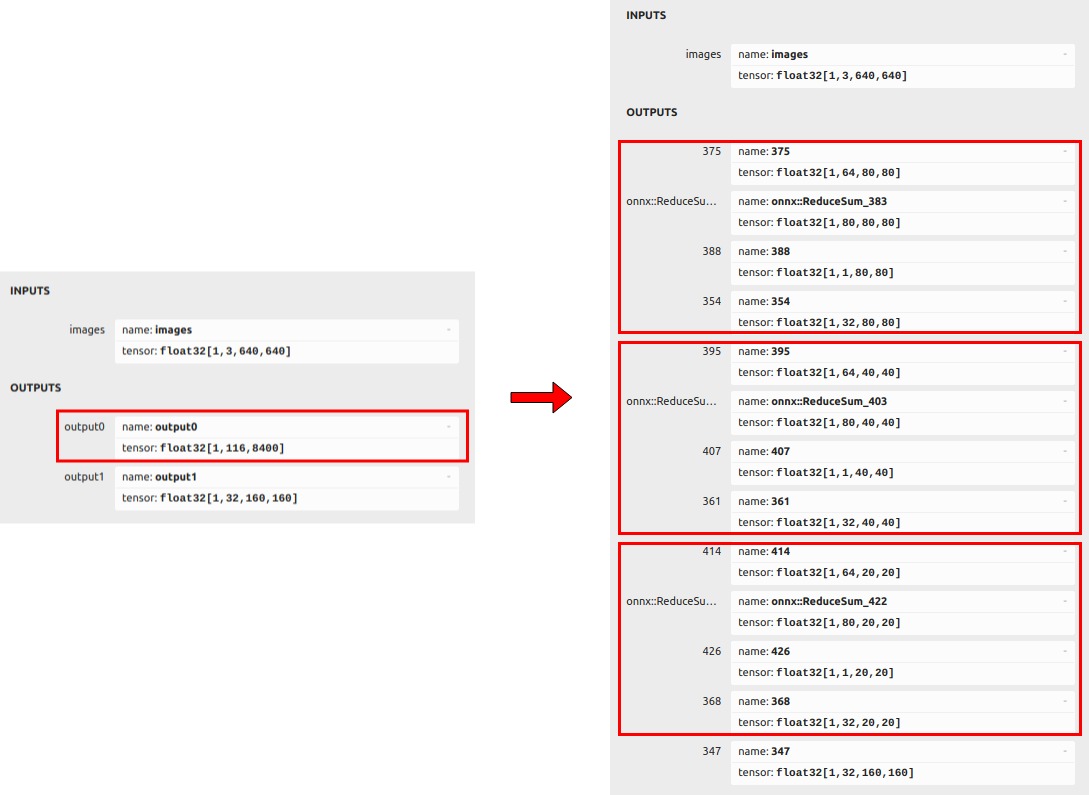 INPUTS
images name: images -
tensor: float32[1,3,640,640]
OUTPUTS
output0 name: output0 -
tensor: float32[1,116,8400]
output1 name: output1 -
tensor: float32[1,32,160,160]
INPUTS
images name: images -
tensor: float32[1,3,640,640]
OUTPUTS
375 name: 375 -
tensor: float32[1,64,80,80]
onnx::ReduceSu... name: onnx::ReduceSum_383 -
tensor: float32[1,80,80,80]
388 name: 388 -
tensor: float32[1,1,80,80]
354 name: 354 -
tensor: float32[1,32,80,80]
395 name: 395 -
tensor: float32[1,64,40,40]
onnx::ReduceSu... name: onnx::ReduceSum_403 -
tensor: float32[1,80,40,40]
407 name: 407 -
tensor: float32[1,1,40,40]
361 name: 361 -
tensor: float32[1,32,40,40]
414 name: 414 -
tensor: float32[1,64,20,20]
onnx::ReduceSu... name: onnx::ReduceSum_422 -
tensor: float32[1,80,20,20]
426 name: 426 -
tensor: float32[1,1,20,20]
368 name: 368 -
tensor: float32[1,32,20,20]
347 name: 347 -
tensor: float32[1,32,160,160]